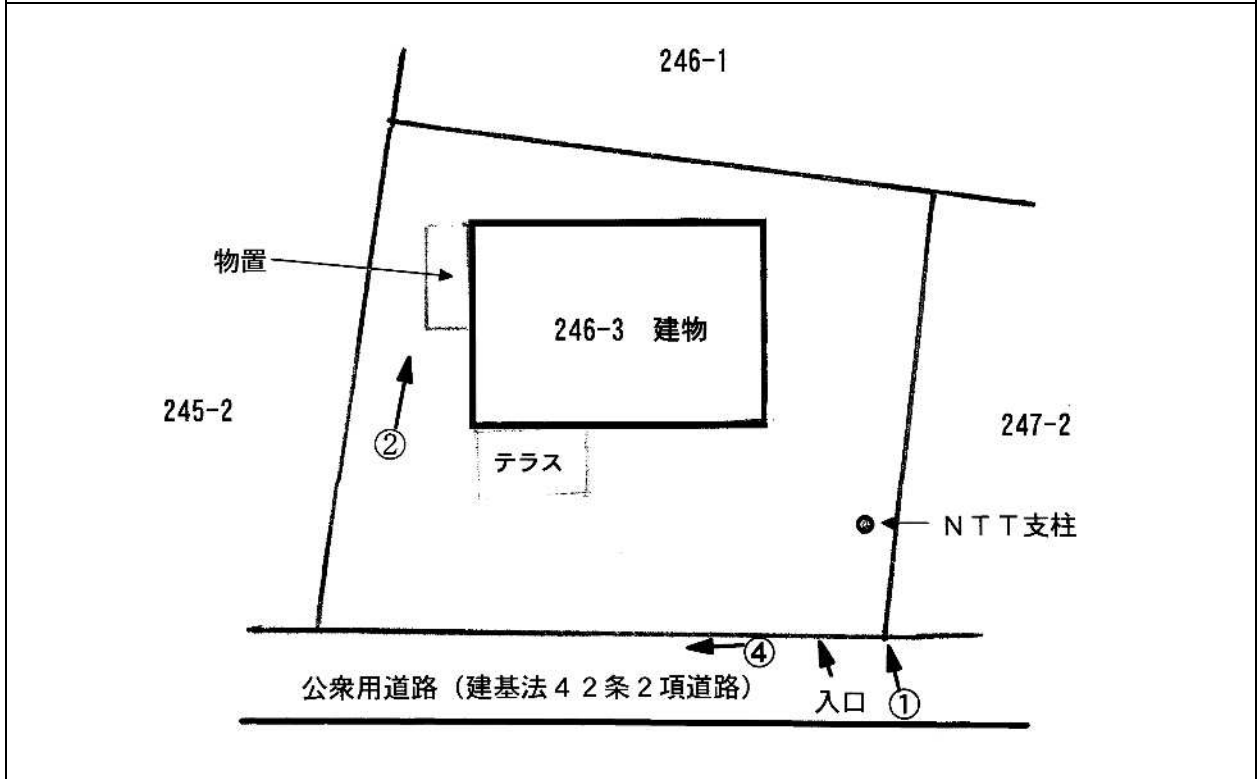 246-1
物置
246-3 建物
245-2
247-2
②
テラス
NTT支柱
④
公衆用道路(建基法42条2項道路)
入口
①